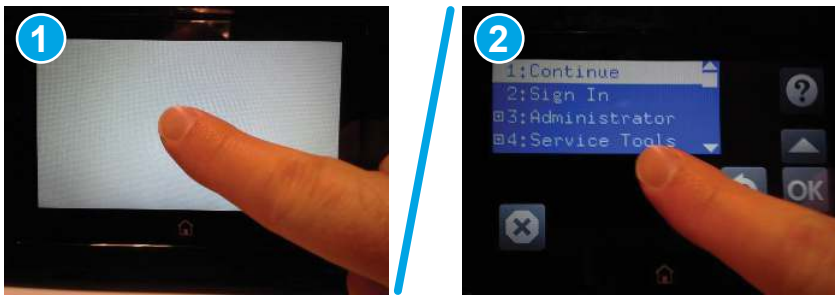 1
2
1:Continue
2:Sign In
3:Administrator
4:Service Tools
?
OK